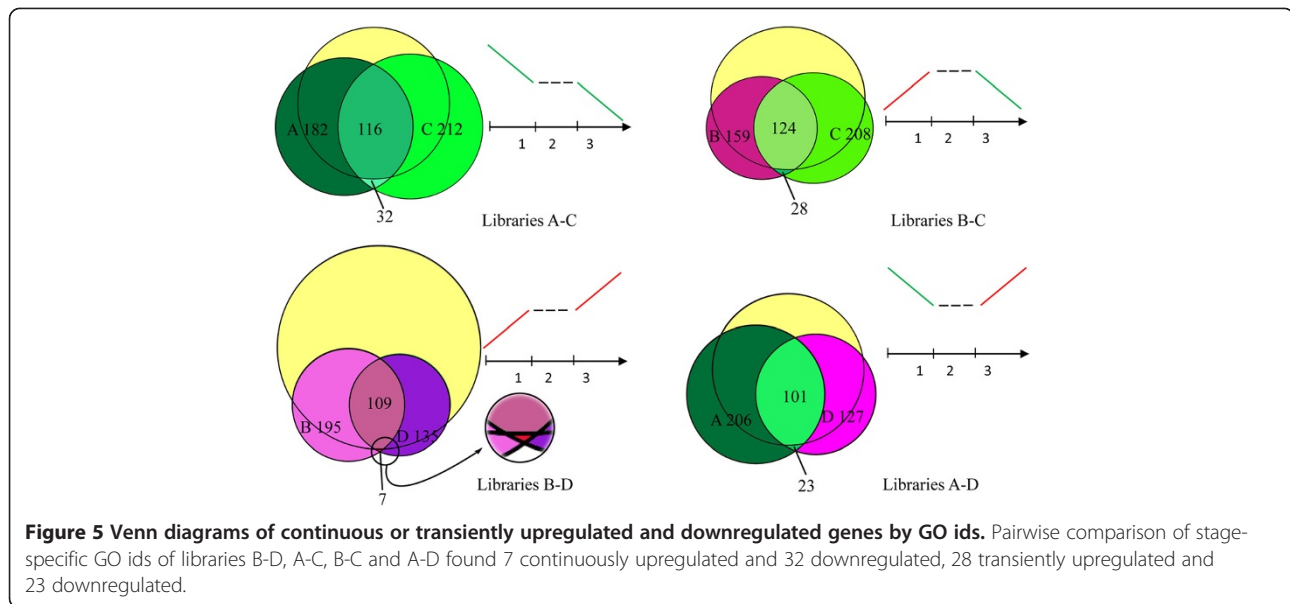 A 182
116
C 212
1 2 3
32
Libraries A-C
B 159
124
C 208
1 2 3
28
Libraries B-C
B 195
109
D 135
1 2 3
7
Libraries B-D
A 206
101
D 127
1 2 3
23
Libraries A-D
Figure 5 Venn diagrams of continuous or transiently upregulated and downregulated genes by GO ids. Pairwise comparison of stage-
specific GO ids of libraries B-D, A-C, B-C and A-D found 7 continuously upregulated and 32 downregulated, 28 transiently upregulated and
23 downregulated.